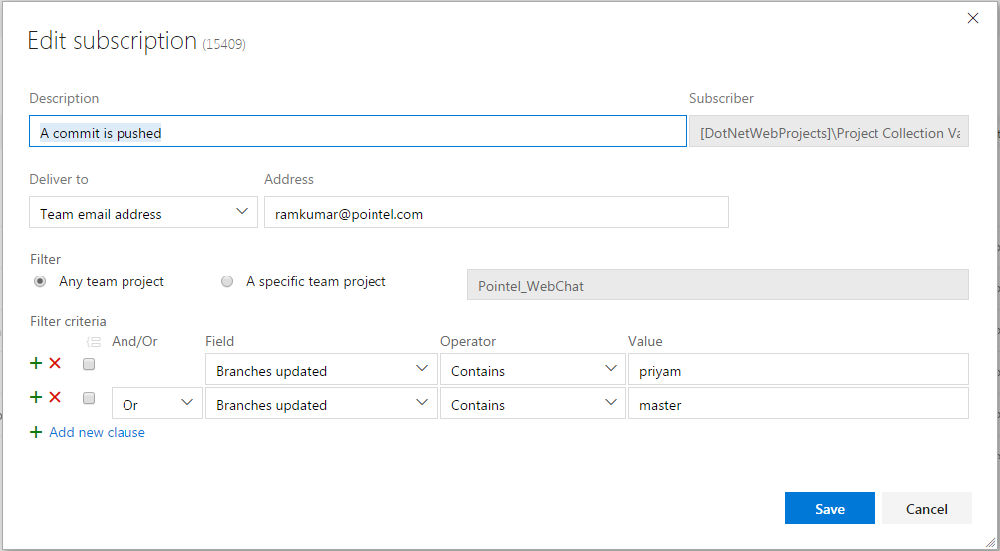 Edit subscription (15409)
Description
Subscriber
A commit is pushed
[DotNetWebProjects]\Project Collection Va
Deliver to
Address
Team email address
ramkumar@pointel.com
Filter
Any team project
A specific team project
Pointel_WebChat
Filter criteria
And/Or
Field
Operator
Value
Branches updated
Contains
priyam
Or
Branches updated
Contains
master
Add new clause
Save
Cancel